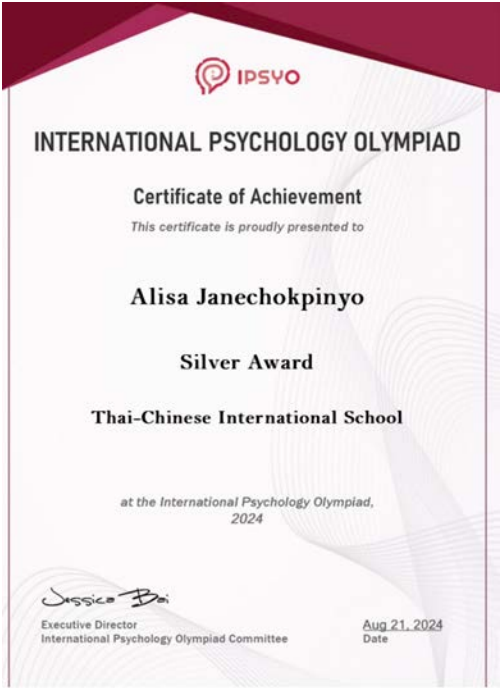 IPSYO
INTERNATIONAL PSYCHOLOGY OLYMPIAD
Certificate of Achievement
This certificate is proudly presented to
Alisa Janechokpinyo
Silver Award
Thai-Chinese International School
at the International Psychology Olympiad,
2024
Jessica Bai
Executive Director
International Psychology Olympiad Committee
Aug 21, 2024
Date